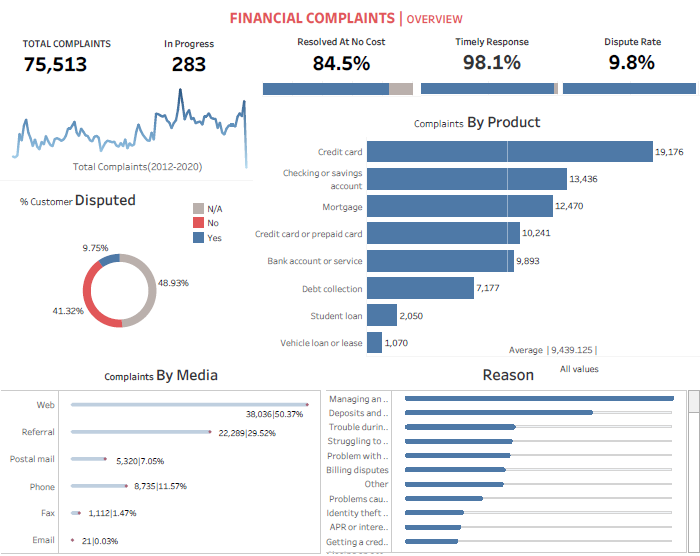 FINANCIAL COMPLAINTS | OVERVIEW
TOTAL COMPLAINTS
75,513
In Progress
283
Resolved At No Cost
84.5%
Timely Response
98.1%
Dispute Rate
9.8%
Total Complaints(2012-2020)
Complaints By Product
Credit card
19,176
Checking or savings
account
13,436
Mortgage
12,470
Credit card or prepaid card
10,241
Bank account or service
9,893
Debt collection
7,177
Student loan
2,050
Vehicle loan or lease
1,070
Average | 9,439.125 |
% Customer Disputed
N/A
No
Yes
9.75%
48.93%
41.32%
Complaints By Media
Web
38,036|50.37%
Referral
22,289|29.52%
Postal mail
5,320|7.05%
Phone
8,735|11.57%
Fax
1,112|1.47%
Email
21|0.03%
Reason
All values
Managing an ..
Deposits and ..
Trouble durin..
Struggling to ..
Problem with ..
Billing disputes
Other
Problems cau..
Identity theft ..
APR or intere..
Getting a cred..